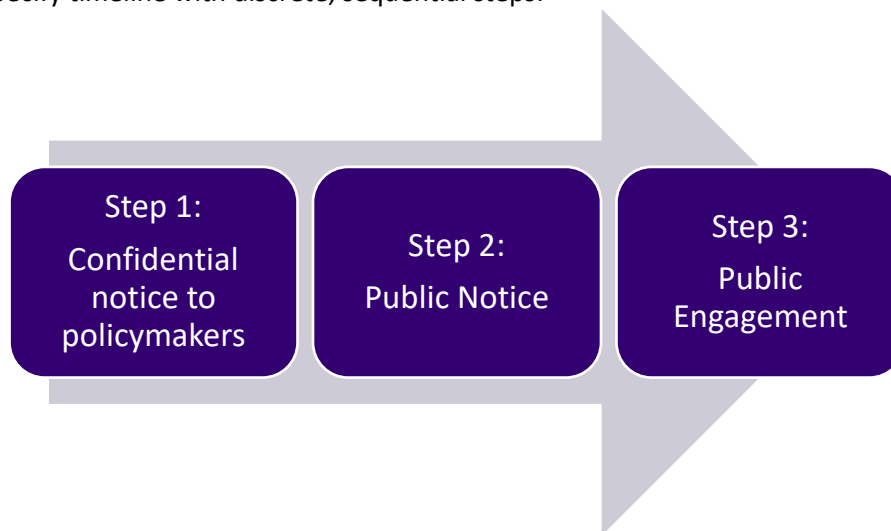 timeline with discrete, sequential steps.
Step 1:
Confidential
notice to
policymakers
Step 2:
Public Notice
Step 3:
Public
Engagement